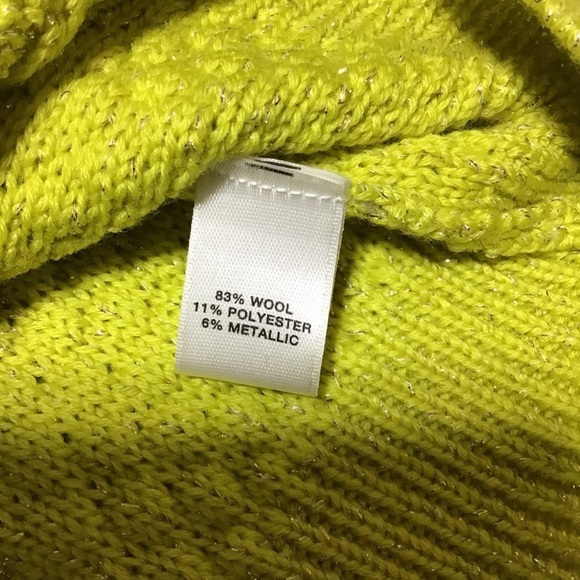 83% WOOL
11% POLYESTER
6% METALLIC